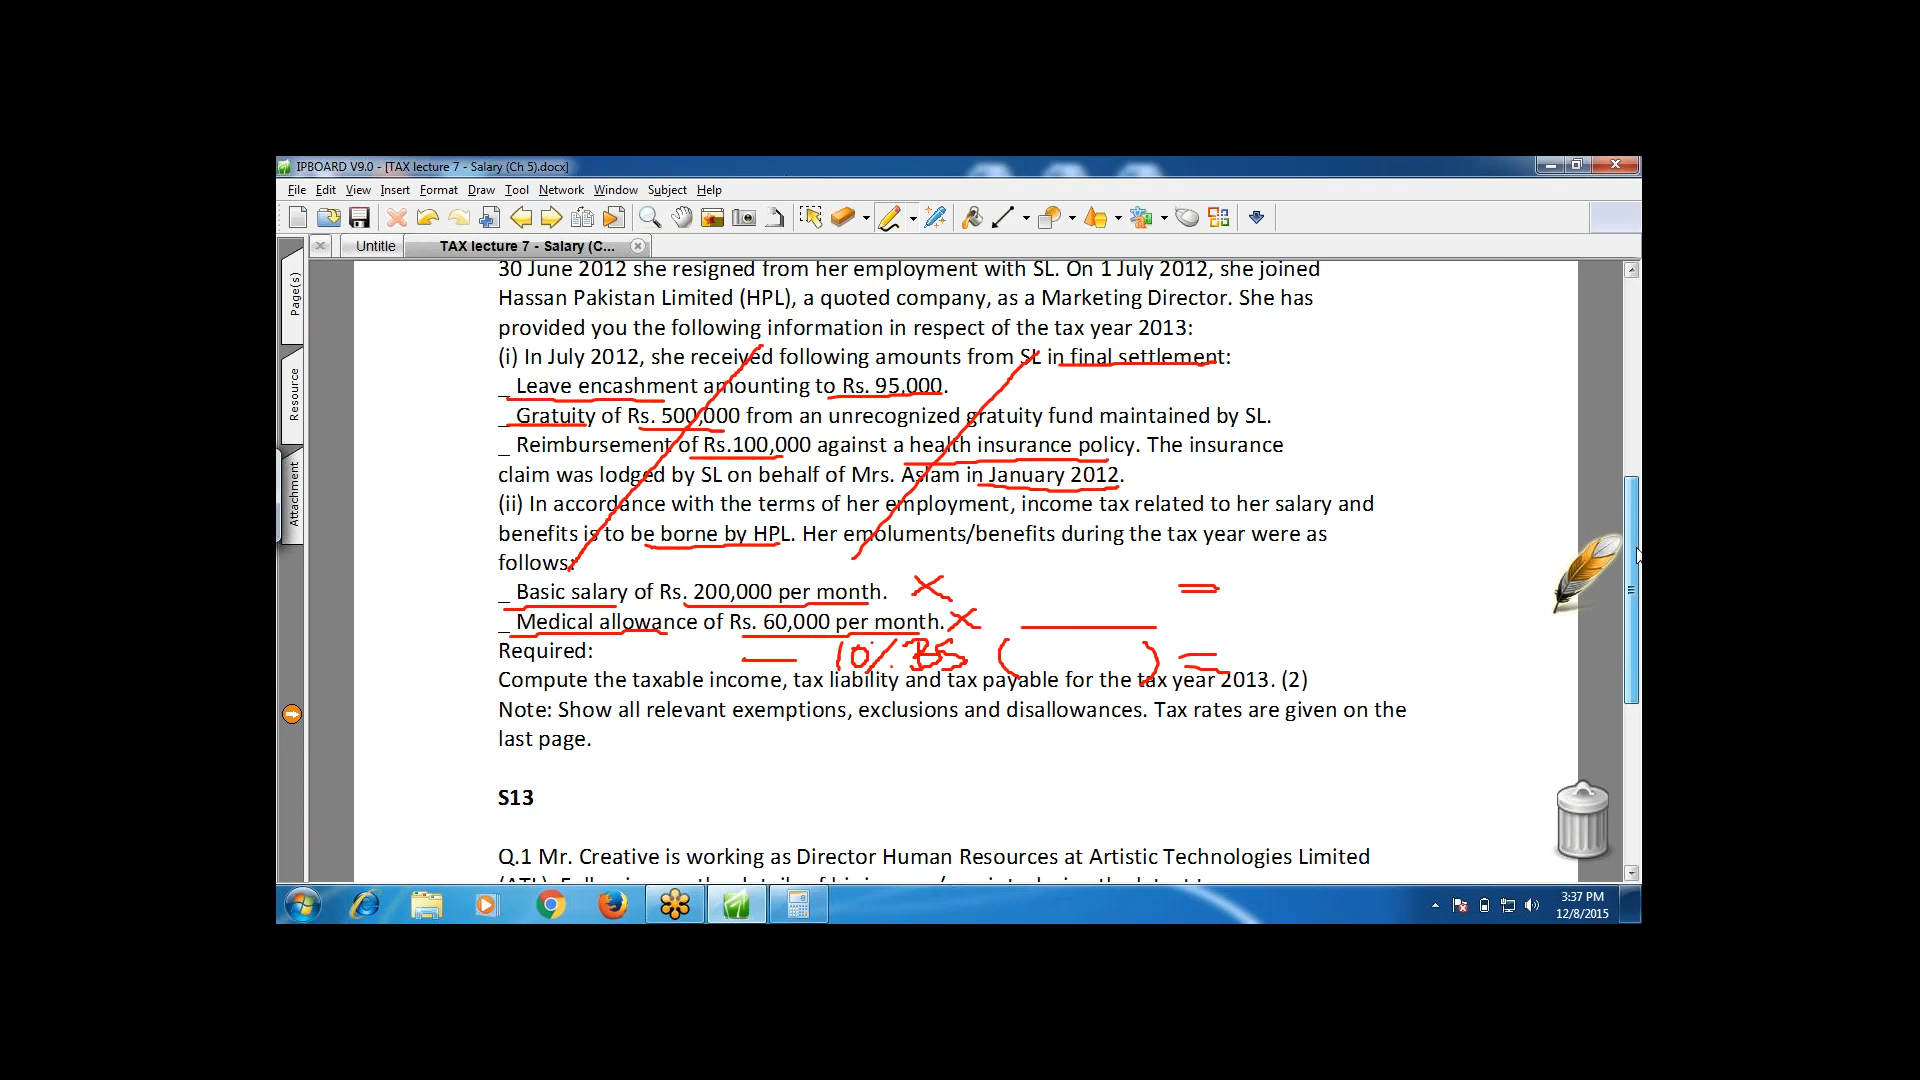 IPBOARD V9.0 - [TAX lecture 7 - Salary (Ch 5).docx]
File Edit View Insert Format Draw Tool Network Window Subject Help
Untitle TAX lecture 7 - Salary (C...
Page(s)
Resource
Attachment
30 June 2012 she resigned from her employment with SL. On 1 July 2012, she joined
Hassan Pakistan Limited (HPL), a quoted company, as a Marketing Director. She has
provided you the following information in respect of the tax year 2013:
(i) In July 2012, she received following amounts from SL in final settlement:
_ Leave encashment amounting to Rs. 95,000.
_ Gratuity of Rs. 500,000 from an unrecognized gratuity fund maintained by SL.
_ Reimbursement of Rs.100,000 against a health insurance policy. The insurance
claim was lodged by SL on behalf of Mrs. Aslam in January 2012.
(ii) In accordance with the terms of her employment, income tax related to her salary and
benefits is to be borne by HPL. Her emoluments/benefits during the tax year were as
follows:
_ Basic salary of Rs. 200,000 per month. × =
_ Medical allowance of Rs. 60,000 per month. ×
Required: — 10% BS ( ) =
Compute the taxable income, tax liability and tax payable for the tax year 2013. (2)
Note: Show all relevant exemptions, exclusions and disallowances. Tax rates are given on the
last page.
S13
Q.1 Mr. Creative is working as Director Human Resources at Artistic Technologies Limited
3:37 PM
12/8/2015